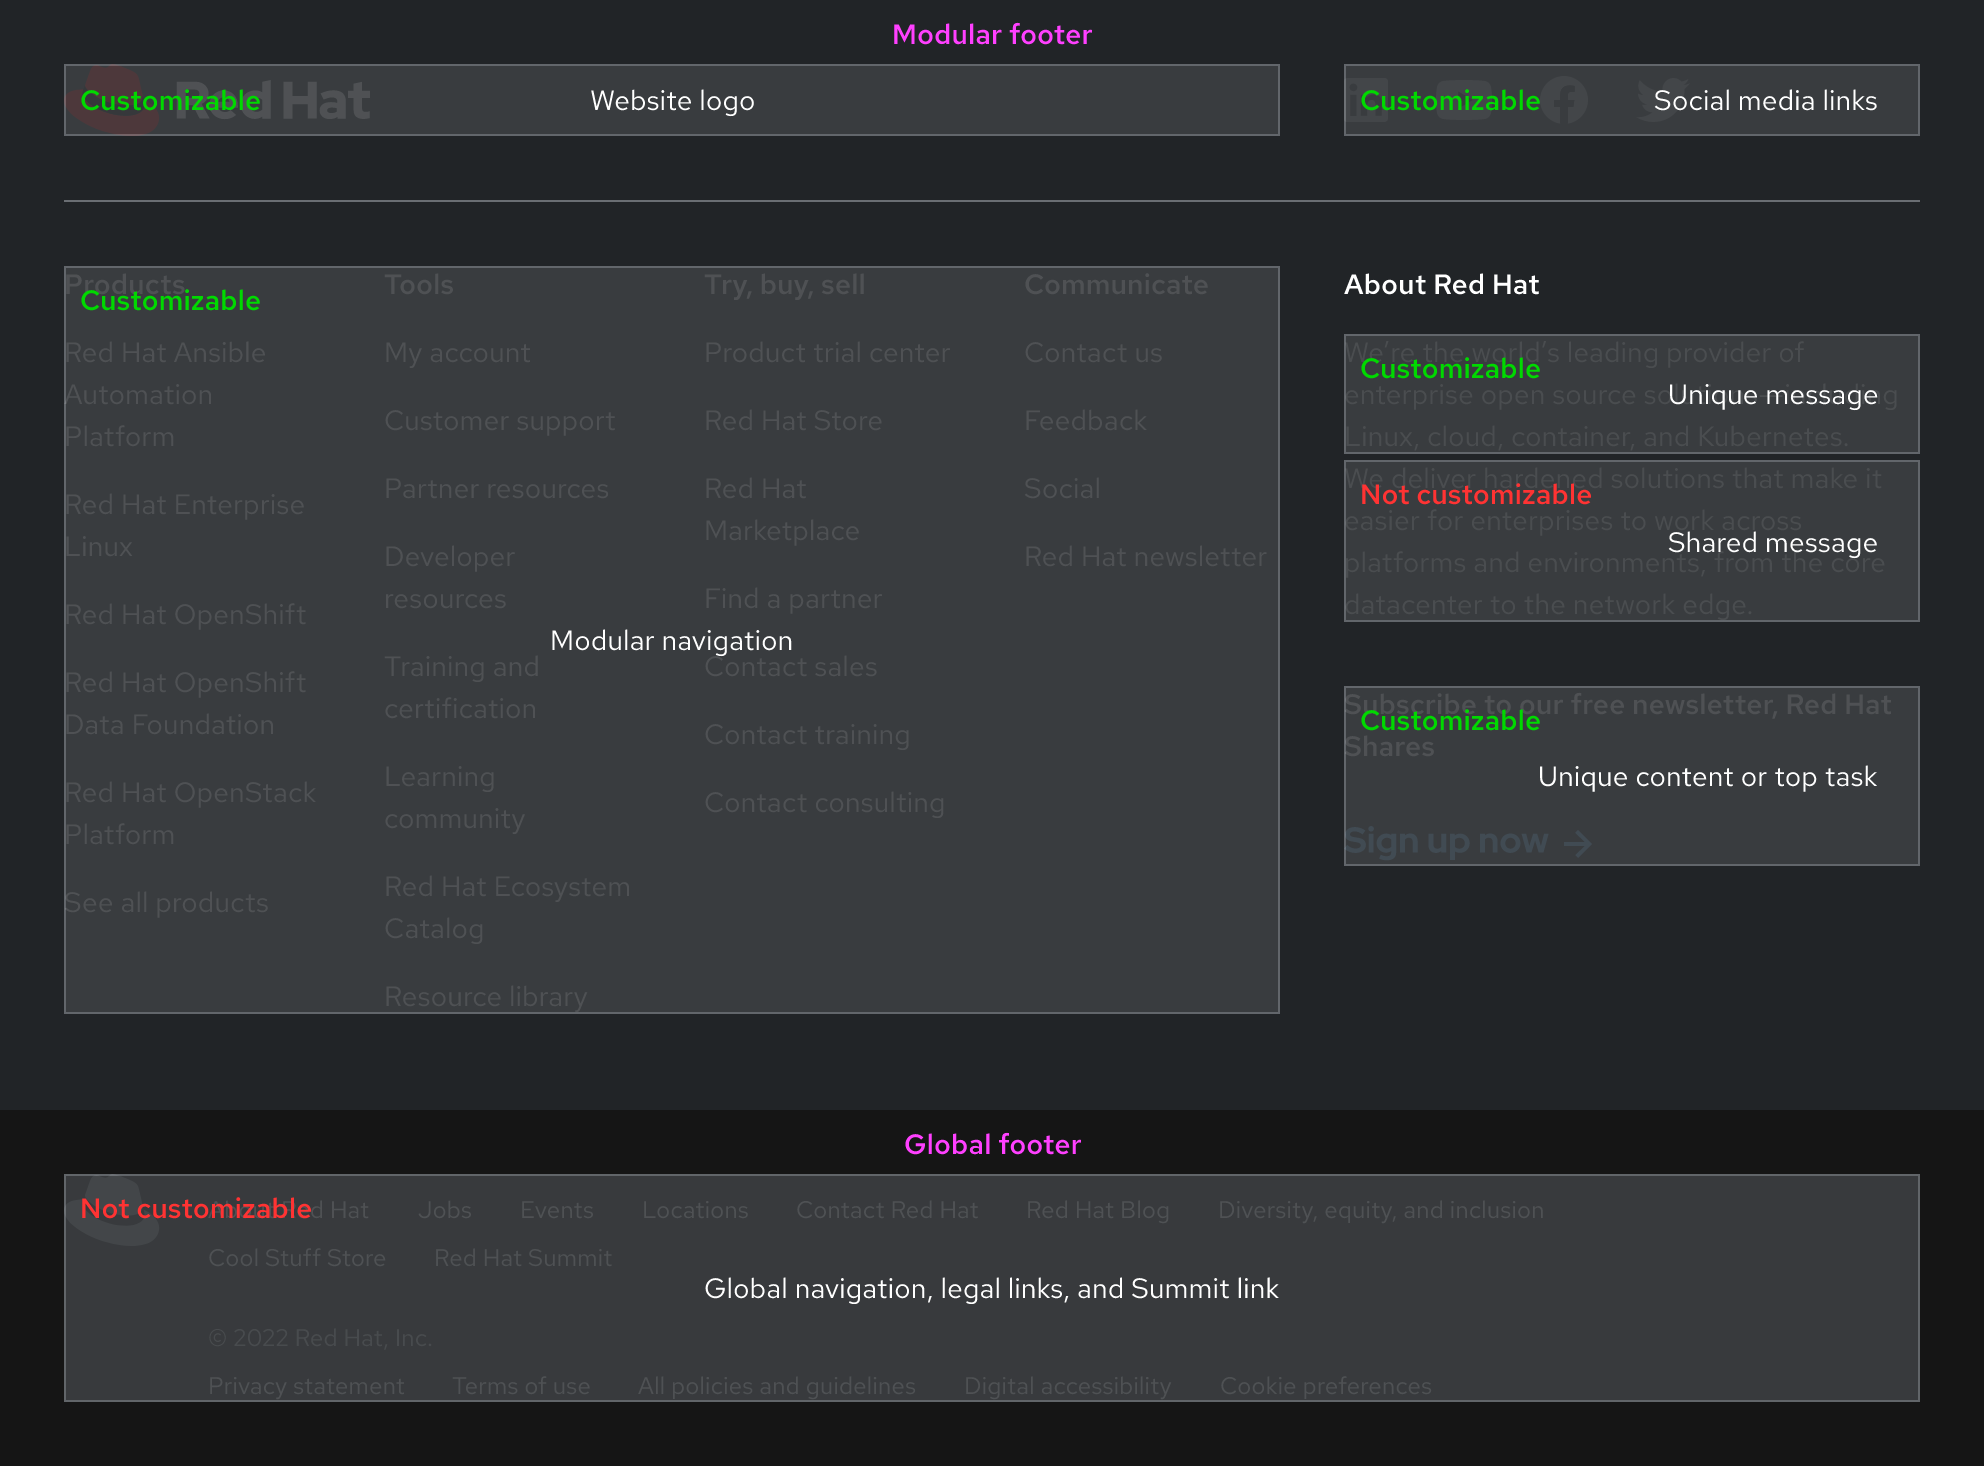 Modular footer
Customizable
Red Hat
Website logo
Customizable
Social media links
Products
Customizable
Red Hat Ansible
Automation
Platform
Red Hat Enterprise
Linux
Red Hat OpenShift
Red Hat OpenShift
Data Foundation
Red Hat OpenStack
Platform
See all products
Tools
My account
Customer support
Partner resources
Developer
resources
Training and
certification
Learning
community
Red Hat Ecosystem
Catalog
Resource library
Modular navigation
Try, buy, sell
Product trial center
Red Hat Store
Red Hat
Marketplace
Find a partner
Contact sales
Contact training
Contact consulting
Communicate
Contact us
Feedback
Social
Red Hat newsletter
About Red Hat
We're the world's leading provider of
Customizable
enterprise open source
Unique message
Linux, cloud, container, and Kubernetes.
We deliver hardened solutions that make it
Not customizable
easier for enterprises to work across
Shared message
platforms and environments, from the core
datacenter to the network edge.
Subscribe to our free newsletter, Red Hat
Customizable
Shares
Unique content or top task
Sign up now →
Global footer
Not customizable
About Red Hat Jobs Events Locations Contact Red Hat Red Hat Blog Diversity, equity, and inclusion
Cool Stuff Store Red Hat Summit
Global navigation, legal links, and Summit link
© 2022 Red Hat, Inc.
Privacy statement Terms of use All policies and guidelines Digital accessibility Cookie preferences